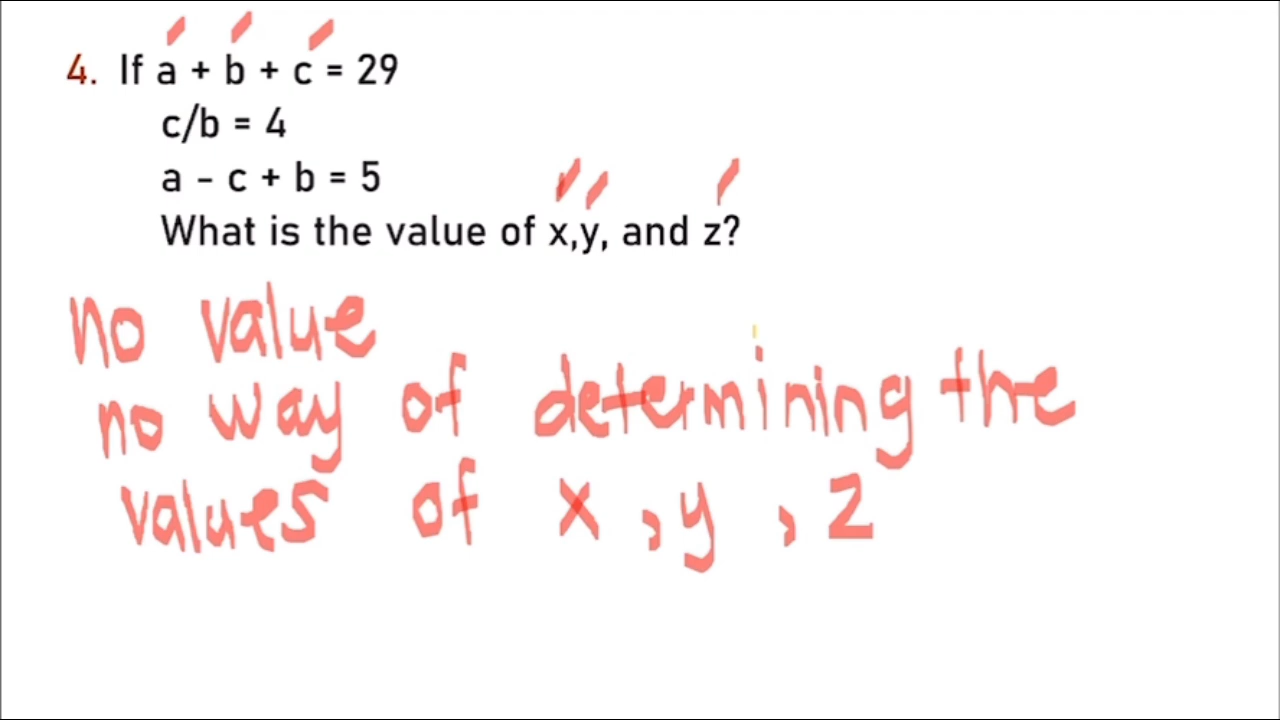 4. If a + b + c = 29
c/b = 4
a - c + b = 5
What is the value of x,y, and z?
no value
no way of determining the
values of x , y , z